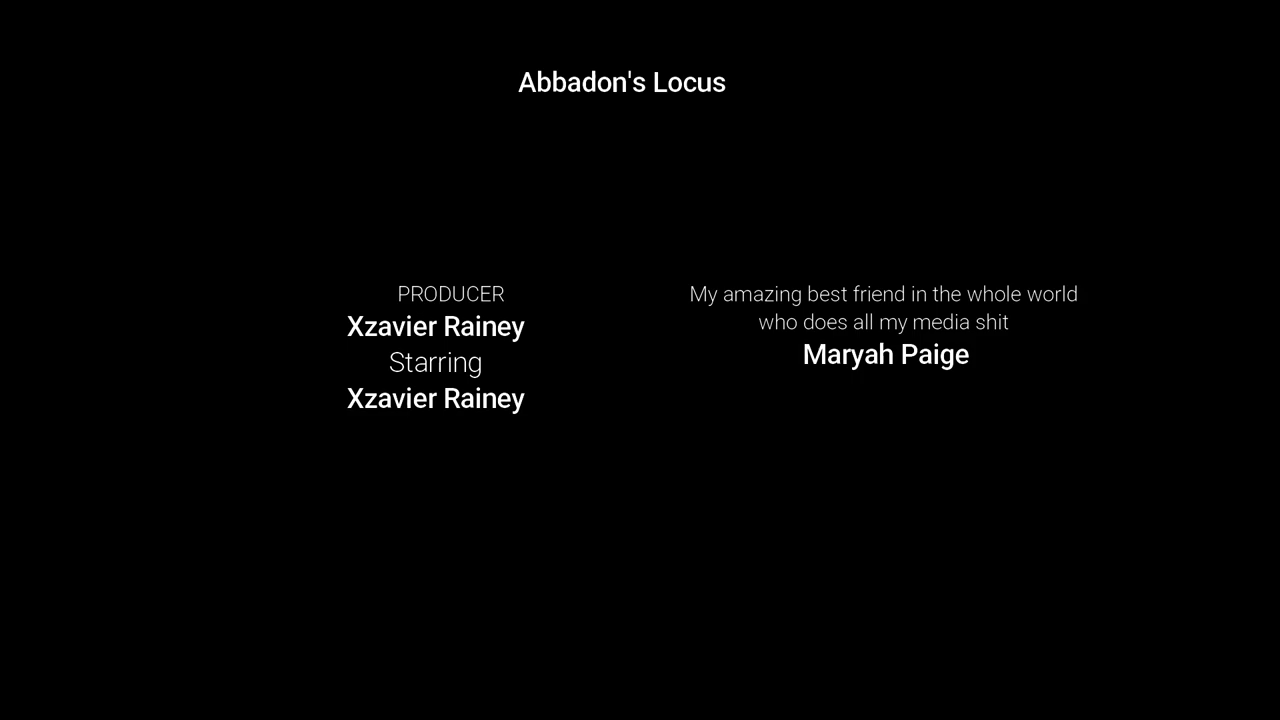 Abbadon's Locus
PRODUCER
Xzavier Rainey
Starring
Xzavier Rainey
My amazing best friend in the whole world
who does all my media shit
Maryah Paige